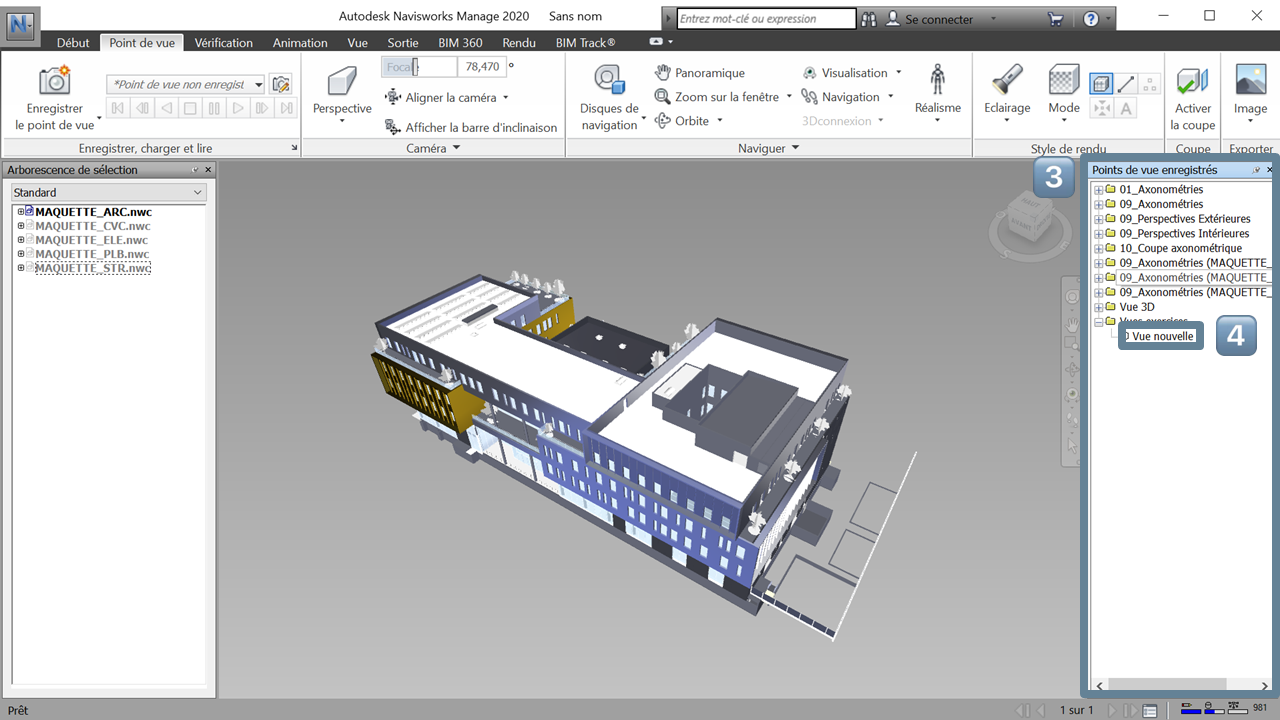 Autodesk Navisworks Manage 2020 Sans nom
Entrez mot-clé ou expression
Se connecter
Début Point de vue Vérification Animation Vue Sortie BIM 360 Rendu BIM Track®
Enregistrer
le point de vue
*Point de vue non enregist
Enregistrer, charger et lire
Perspective
Focale
78,470 °
Aligner la caméra
Afficher la barre d'inclinaison
Caméra
Disques de
navigation
Panoramique
Zoom sur la fenêtre
Orbite
Visualisation
Navigation
3Dconnexion
Réalisme
Naviguer
Eclairage
Mode
A
Style de rendu
Activer
la coupe
Coupe
Image
Exporter
Arborescence de sélection
Standard
MAQUETTE_ARC.nwc
MAQUETTE_CVC.nwc
MAQUETTE_ELE.nwc
MAQUETTE_PLB.nwc
MAQUETTE_STR.nwc
3
Points de vue enregistrés
01_Axonométries
09_Axonométries
09_Perspectives Extérieures
09_Perspectives Intérieures
10_Coupe axonométrique
09_Axonométries (MAQUETTE_
09_Axonométries (MAQUETTE_
09_Axonométries (MAQUETTE_
Vue 3D
Vues exercices
Vue nouvelle
4
Prêt
1 sur 1
981